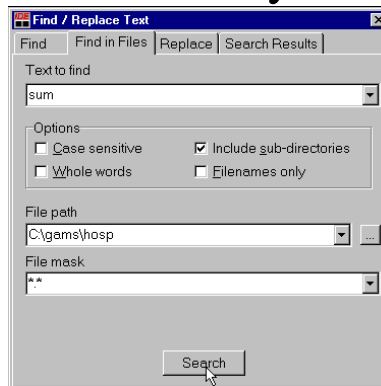 IDE Find / Replace Text
Find Find in Files Replace Search Results
Text to find
sum
Options
Case sensitive Include sub-directories
Whole words Filenames only
File path
C:\gams\hosp ...
File mask
*.*
Search